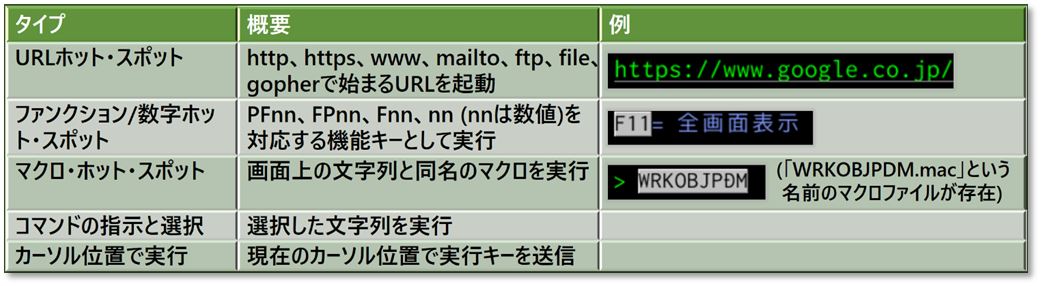 タイプ 概要 例
URLホット・スポット http、https、www、mailto、ftp、file、gopherで始まるURLを起動 https://www.google.co.jp/
ファンクション/数字ホット・スポット PFnn、FPnn、Fnn、nn (nnは数値)を対応する機能キーとして実行 F11= 全画面表示
マクロ・ホット・スポット 画面上の文字列と同名のマクロを実行 > WRKOBJPDM (「WRKOBJPDM.mac」という名前のマクロファイルが存在)
コマンドの指示と選択 選択した文字列を実行
カーソル位置で実行 現在のカーソル位置で実行キーを送信